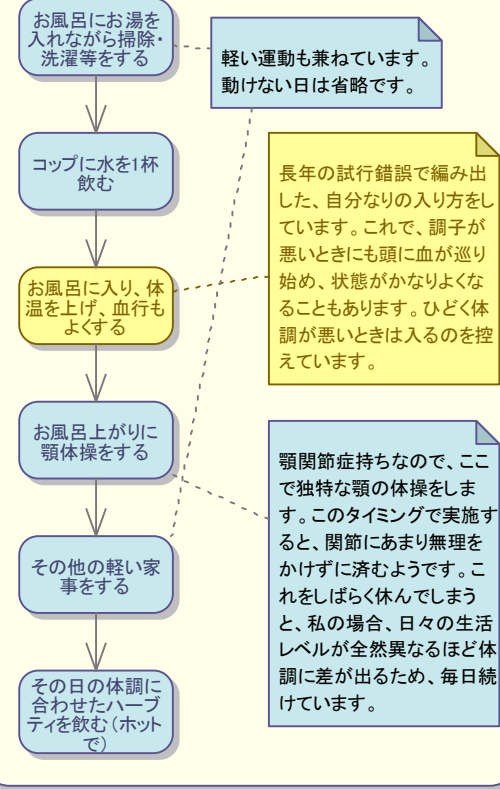 お風呂にお湯を
入れながら掃除・
洗濯等をする
軽い運動も兼ねています。
動けない日は省略です。
コップに水を1杯
飲む
長年の試行錯誤で編み出
した、自分なりの入り方をし
ています。これで、調子が
悪いときにも頭に血が巡り
始め、状態がかなりよくな
ることもあります。ひどく体
調が悪いときは入るのを控
えています。
お風呂に入り、体
温を上げ、血行も
よくする
お風呂上がりに
顎体操をする
顎関節症持ちなので、ここ
で独特な顎の体操をしま
す。このタイミングで実施す
ると、関節にあまり無理を
かけずに済むようです。こ
れをしばらく休んでしまう
と、私の場合、日々の生活
レベルが全然異なるほど体
調に差が出るため、毎日続
けています。
その他の軽い家
事をする
その日の体調に
合わせたハーブ
ティを飲む（ホット
で）